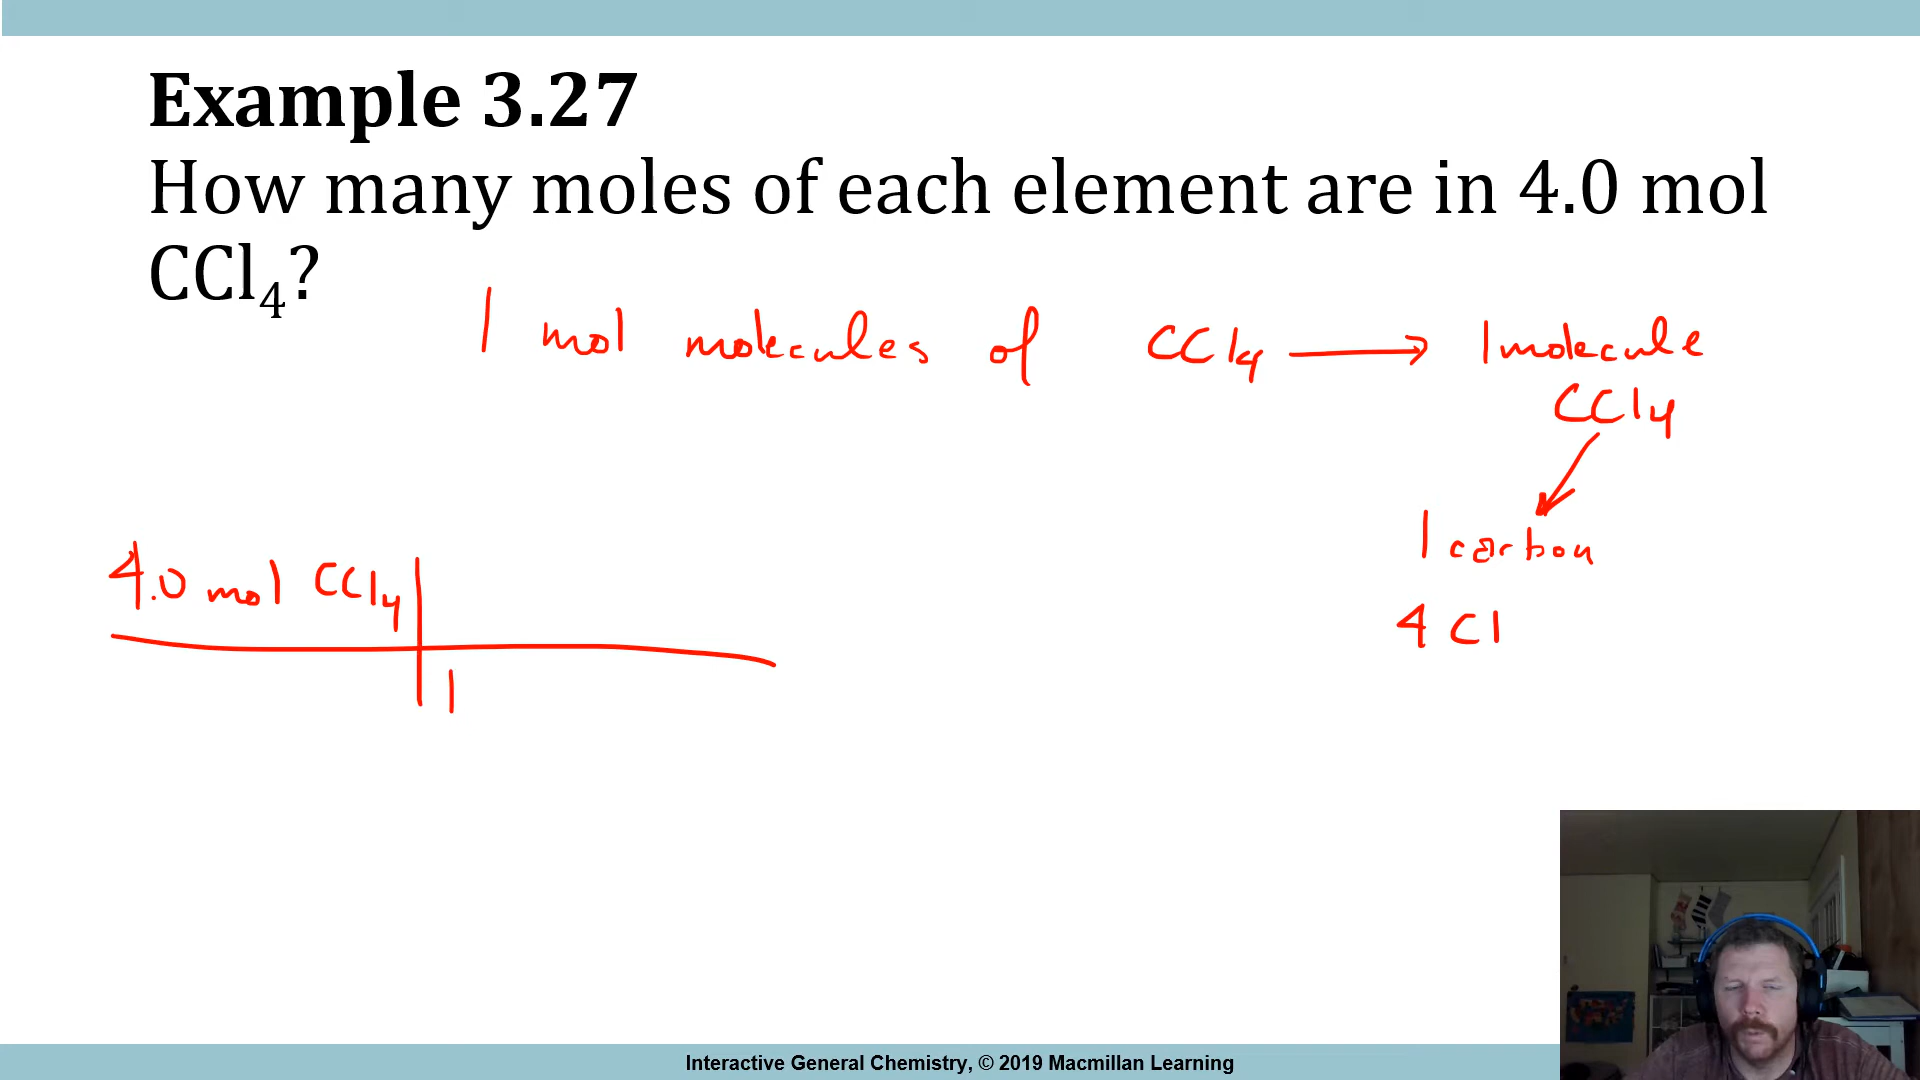 Example 3.27
How many moles of each element are in 4.0 mol
CCl₄?
1 mol molecules of CCl₄ → 1 molecule
CCl₄
1 carbon
4 Cl
4.0 mol CCl₄
1
Interactive General Chemistry, © 2019 Macmillan Learning